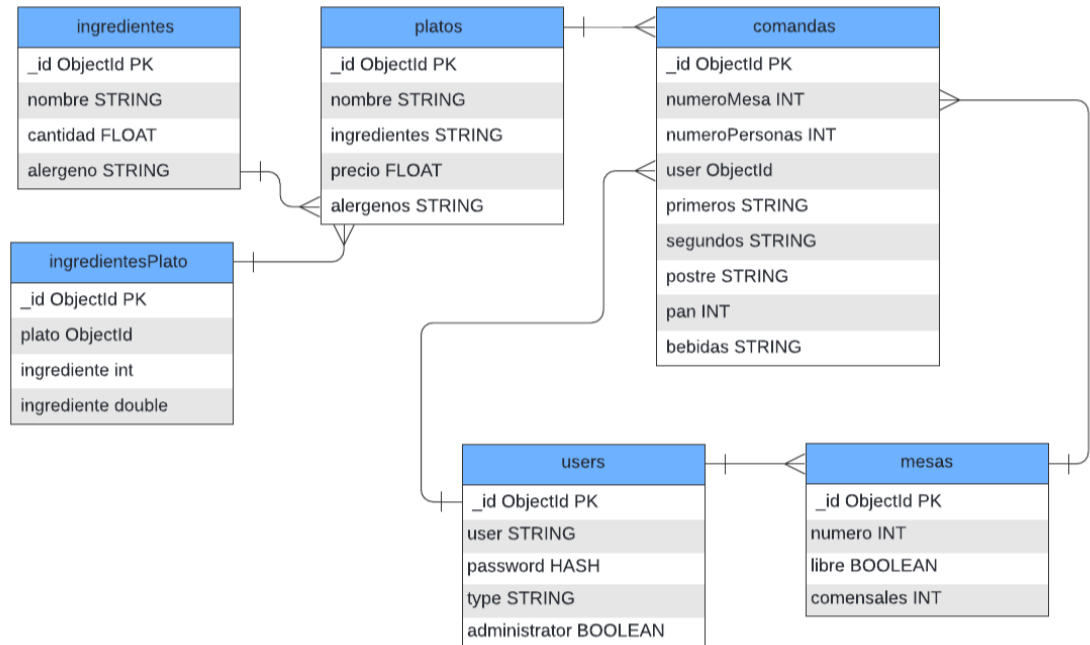 ingredientes
_id ObjectId PK
nombre STRING
cantidad FLOAT
alergeno STRING
platos
_id ObjectId PK
nombre STRING
ingredientes STRING
precio FLOAT
alergenos STRING
comandas
_id ObjectId PK
numeroMesa INT
numeroPersonas INT
user ObjectId
primeros STRING
segundos STRING
postre STRING
pan INT
bebidas STRING
ingredientesPlato
_id ObjectId PK
plato ObjectId
ingrediente int
ingrediente double
users
_id ObjectId PK
user STRING
password HASH
type STRING
administrator BOOLEAN
mesas
_id ObjectId PK
numero INT
libre BOOLEAN
comensales INT